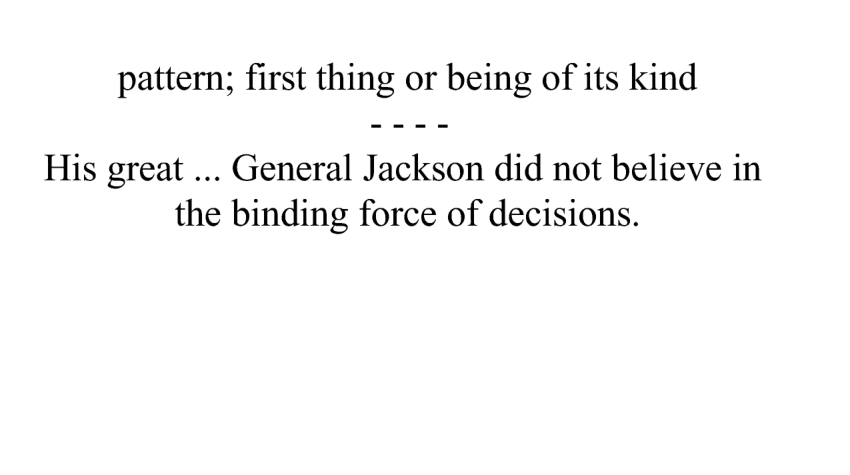 pattern; first thing or being of its kind
- - - -
His great ... General Jackson did not believe in
the binding force of decisions.